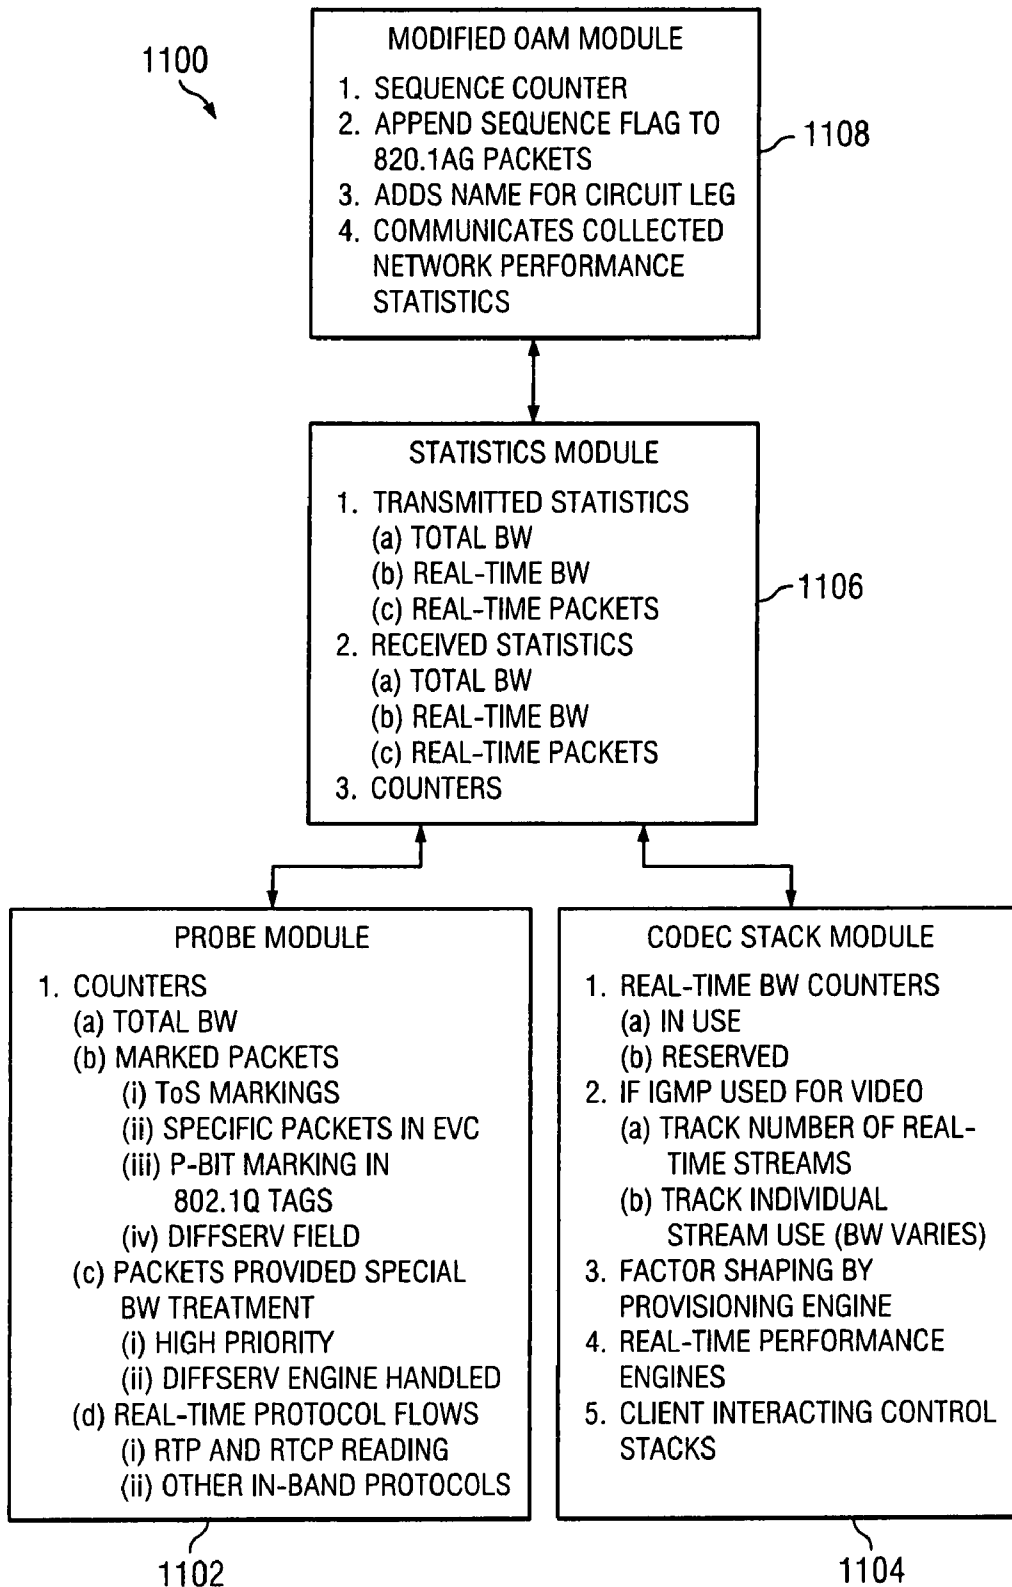 1100
MODIFIED OAM MODULE
1. SEQUENCE COUNTER
2. APPEND SEQUENCE FLAG TO
820.1AG PACKETS
3. ADDS NAME FOR CIRCUIT LEG
4. COMMUNICATES COLLECTED
NETWORK PERFORMANCE
STATISTICS
1108
STATISTICS MODULE
1. TRANSMITTED STATISTICS
(a) TOTAL BW
(b) REAL-TIME BW
(c) REAL-TIME PACKETS
2. RECEIVED STATISTICS
(a) TOTAL BW
(b) REAL-TIME BW
(c) REAL-TIME PACKETS
3. COUNTERS
1106
PROBE MODULE
1. COUNTERS
(a) TOTAL BW
(b) MARKED PACKETS
(i) ToS MARKINGS
(ii) SPECIFIC PACKETS IN EVC
(iii) P-BIT MARKING IN
802.1Q TAGS
(iv) DIFFSERV FIELD
(c) PACKETS PROVIDED SPECIAL
BW TREATMENT
(i) HIGH PRIORITY
(ii) DIFFSERV ENGINE HANDLED
(d) REAL-TIME PROTOCOL FLOWS
(i) RTP AND RTCP READING
(ii) OTHER IN-BAND PROTOCOLS
1102
CODEC STACK MODULE
1. REAL-TIME BW COUNTERS
(a) IN USE
(b) RESERVED
2. IF IGMP USED FOR VIDEO
(a) TRACK NUMBER OF REAL-
TIME STREAMS
(b) TRACK INDIVIDUAL
STREAM USE (BW VARIES)
3. FACTOR SHAPING BY
PROVISIONING ENGINE
4. REAL-TIME PERFORMANCE
ENGINES
5. CLIENT INTERACTING CONTROL
STACKS
1104